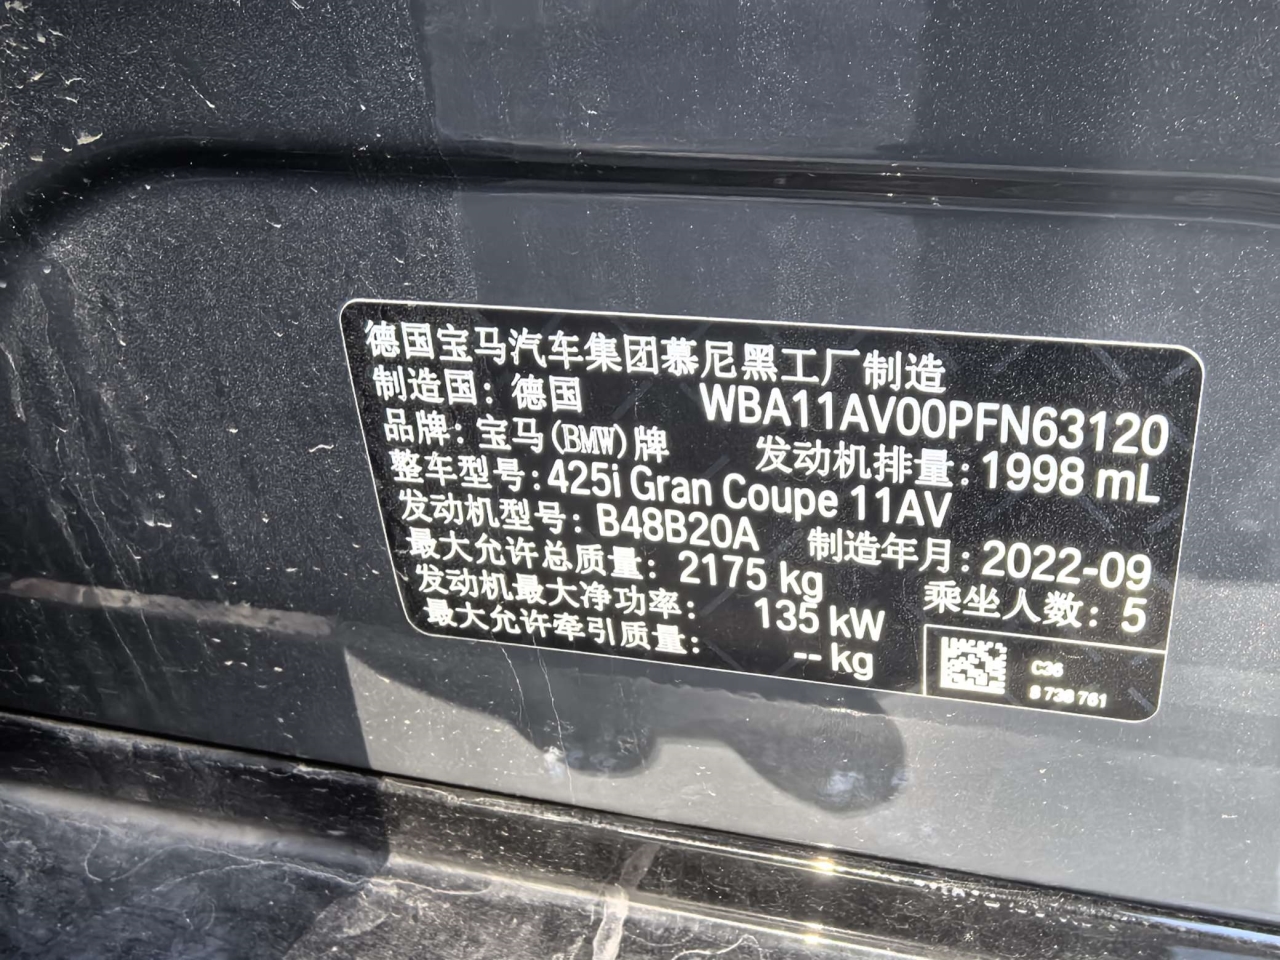 德国宝马汽车集团慕尼黑工厂制造
制造国：德国 WBA11AV00PFN63120
品牌：宝马(BMW)牌 发动机排量：1998 mL
整车型号：425i Gran Coupe 11AV
发动机型号：B48B20A 制造年月：2022-09
最大允许总质量：2175 kg 乘坐人数：5
发动机最大净功率：135 kW
最大允许牵引质量：-- kg
C36
8 738 761